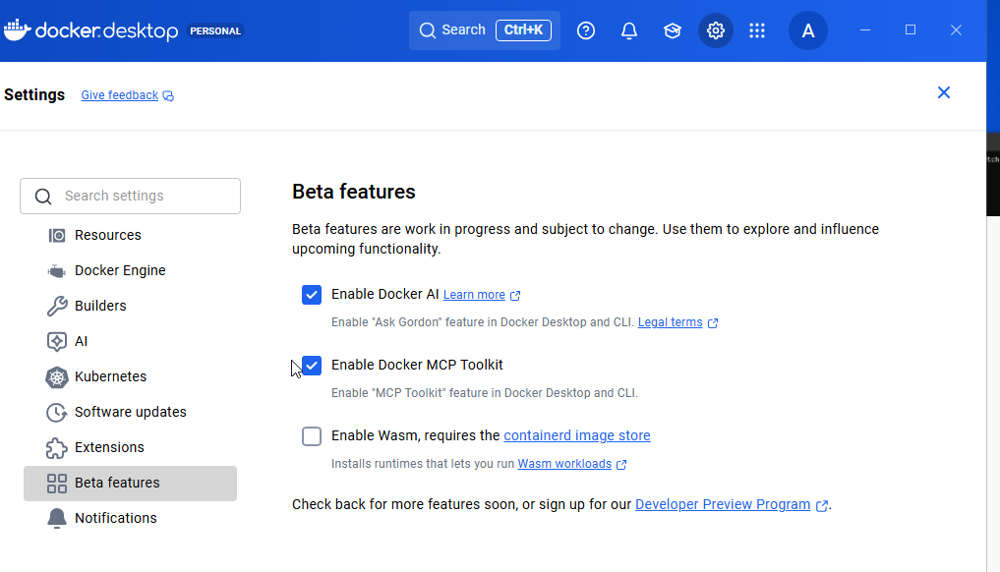 docker.desktop PERSONAL Search Ctrl+K A
Settings Give feedback
Search settings
Resources
Docker Engine
Builders
AI
Kubernetes
Software updates
Extensions
Beta features
Notifications
Beta features
Beta features are work in progress and subject to change. Use them to explore and influence
upcoming functionality.
Enable Docker AI Learn more
Enable "Ask Gordon" feature in Docker Desktop and CLI. Legal terms
Enable Docker MCP Toolkit
Enable "MCP Toolkit" feature in Docker Desktop and CLI.
Enable Wasm, requires the containerd image store
Installs runtimes that lets you run Wasm workloads
Check back for more features soon, or sign up for our Developer Preview Program.